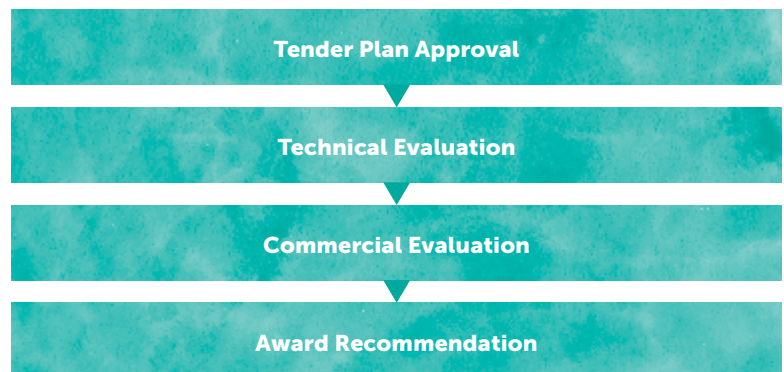 Tender Plan Approval
Technical Evaluation
Commercial Evaluation
Award Recommendation